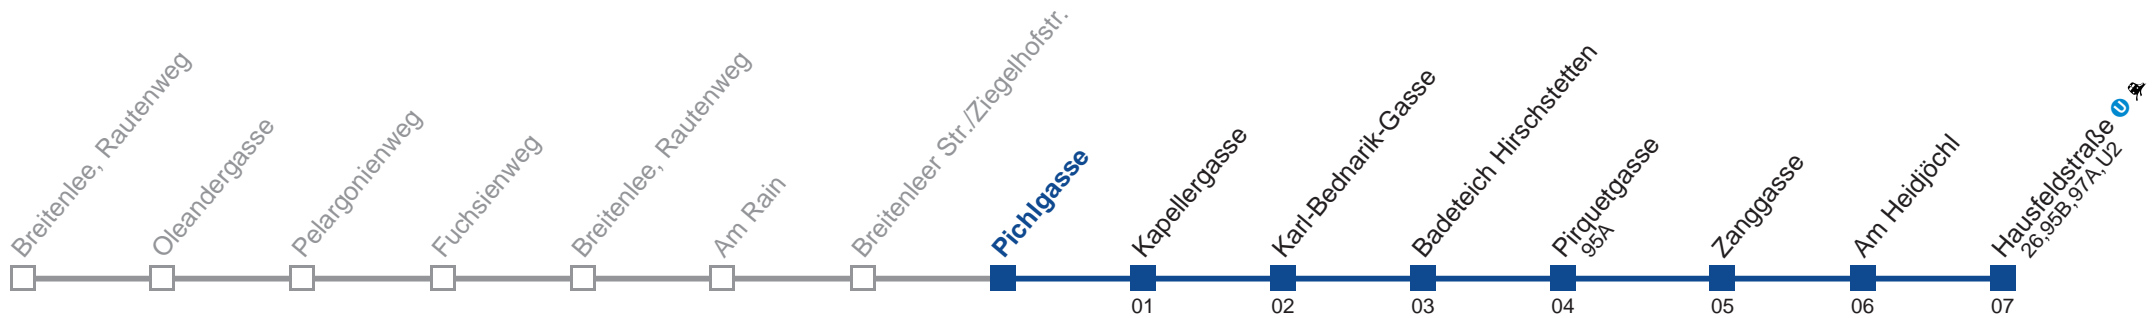 Breitenlee, Rautenweg
Oleandergasse
Pelargonienweg
Fuchsienweg
Breitenlee, Rautenweg
Am Rain
Breitenleer Str./Ziegelhofstr.
Pichlgasse
Kapellergasse
01
Karl-Bednarik-Gasse
02
Badeteich Hirschstetten
03
Pirquetgasse
95A
04
Zanggasse
05
Am Heidjöchl
06
Hausfeldstraße U
26,95B,97A,U2
07